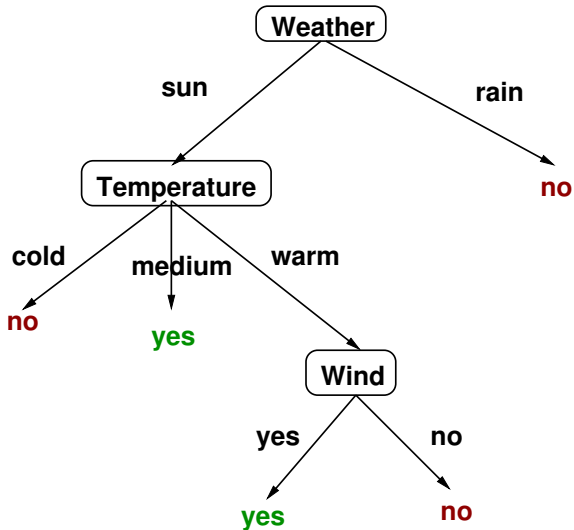 Weather
sun
rain
Temperature
no
cold
medium
warm
no
yes
Wind
yes
no
yes
no